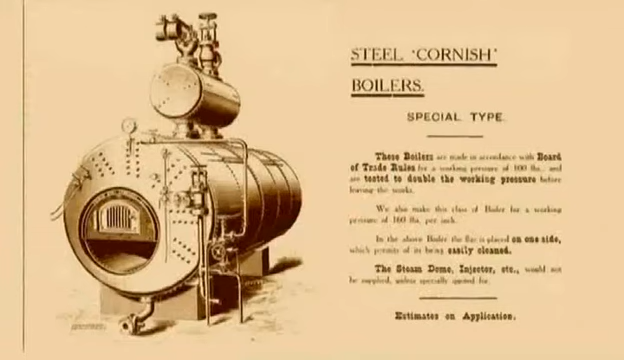 STEEL 'CORNISH'
BOILERS.
SPECIAL TYPE.
These Boilers are made in accordance with Board
of Trade Rules for a working pressure of 100 lbs., and
are tested to double the working pressure before
leaving the works.
We also make this class of Boiler for a working
pressure of 160 lbs. per inch.
In the above Boiler the flue is placed on one side,
which permits of its being easily cleaned.
The Steam Dome, Injector, etc., would not
be supplied, unless specially quoted for.
Estimates on Application.